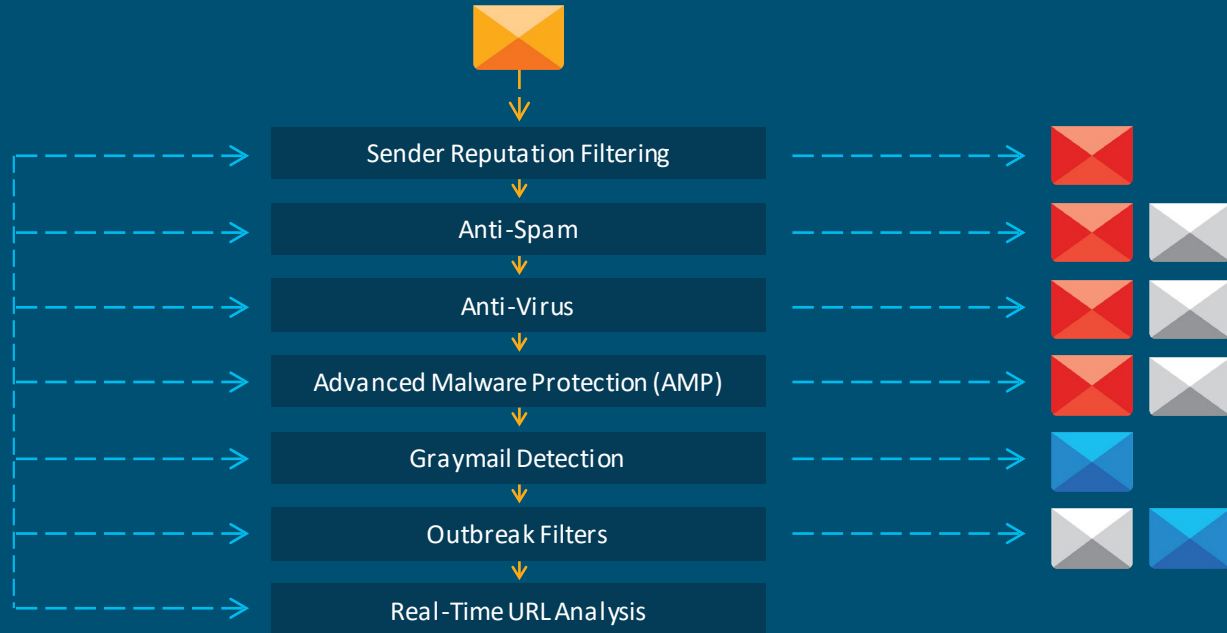 Sender Reputation Filtering
Anti-Spam
Anti-Virus
Advanced Malware Protection (AMP)
Graymail Detection
Outbreak Filters
Real-Time URL Analysis